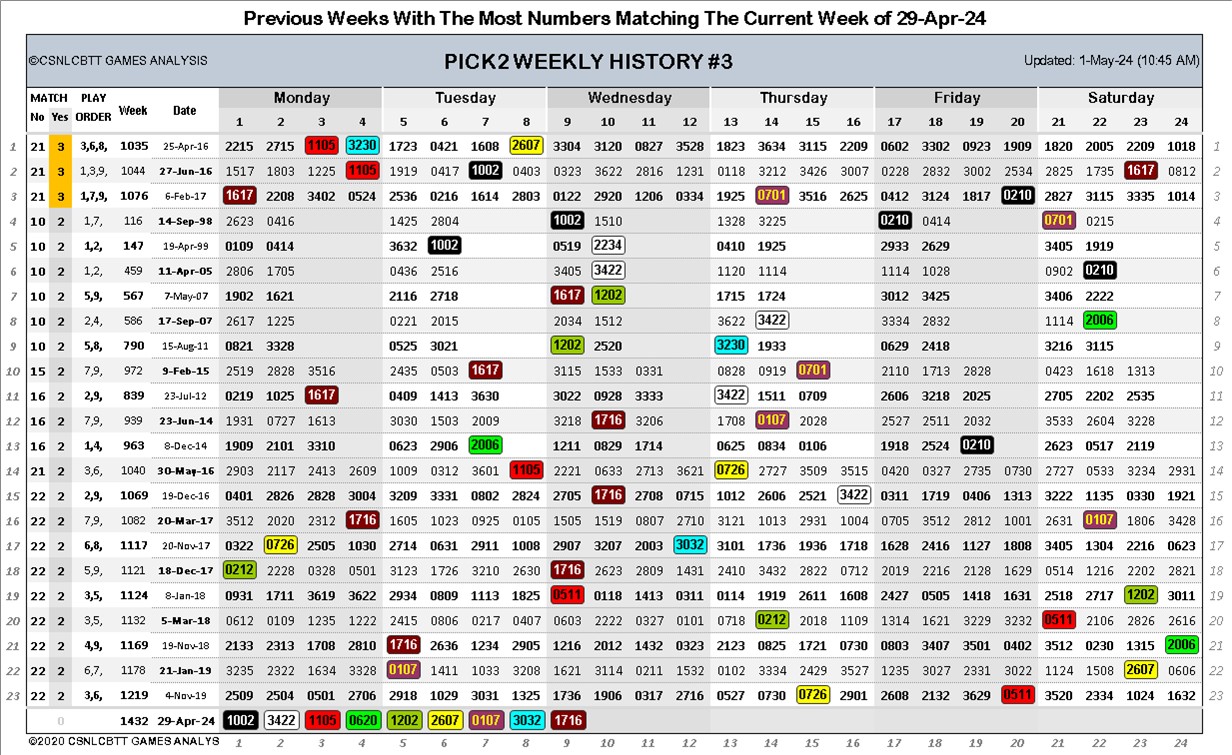 Previous Weeks With The Most Numbers Matching The Current Week of 29-Apr-24
©CSNLCBTT GAMES ANALYSIS PICK2 WEEKLY HISTORY #3 Updated: 1-May-24 (10:45 AM)
MATCH PLAY Week Date Monday Tuesday Wednesday Thursday Friday Saturday
No Yes ORDER 1 2 3 4 5 6 7 8 9 10 11 12 13 14 15 16 17 18 19 20 21 22 23 24
1 21 3 3,6,8, 1035 25-Apr-16 2215 2715 1105 3230 1723 0421 1608 2607 3304 3120 0827 3528 1823 3634 3115 2209 0602 3302 0923 1909 1820 2005 2209 1018 1
2 21 3 1,3,9, 1044 27-Jun-16 1517 1803 1225 1105 1919 0417 1002 0403 0323 3622 2816 1231 0118 3212 3426 3007 0228 2832 3002 2534 2825 1735 1617 0812 2
3 21 3 1,7,9, 1076 6-Feb-17 1617 2208 3402 0524 2536 0216 1614 2803 0122 2920 1206 0334 1925 0701 3516 2625 0412 3124 1817 0210 2827 3115 3335 1014 3
4 10 2 1,7, 116 14-Sep-98 2623 0416 1425 2804 1002 1510 1328 3225 0210 0414 0701 0215 4
5 10 2 1,2, 147 19-Apr-99 0109 0414 3632 1002 0519 2234 0410 1925 2933 2629 3405 1919 5
6 10 2 1,2, 459 11-Apr-05 2806 1705 0436 2516 3405 3422 1120 1114 1114 1028 0902 0210 6
7 10 2 5,9, 567 7-May-07 1902 1621 2116 2718 1617 1202 1715 1724 3012 3425 3406 2222 7
8 10 2 2,4, 586 17-Sep-07 2617 1225 0221 2015 2034 1512 3622 3422 3334 2832 1114 2006 8
9 10 2 5,8, 790 15-Aug-11 0821 3328 0525 3021 1202 2520 3230 1933 0629 2418 3216 3115 9
10 15 2 7,9, 972 9-Feb-15 2519 2828 3516 2435 0503 1617 3115 1533 0331 0828 0919 0701 2110 1713 2828 0423 1618 1313 10
11 16 2 2,9, 839 23-Jul-12 0219 1025 1617 0409 1413 3630 3022 0928 3333 3422 1511 0709 2606 3218 2025 2705 2202 2535 11
12 16 2 7,9, 939 23-Jun-14 1931 0727 1613 3030 1503 2009 3218 1716 3006 1708 0107 2028 2527 2511 2032 3533 2604 3228 12
13 16 2 1,4, 963 8-Dec-14 1909 2101 3310 0623 2906 2006 1211 0829 1714 0625 0834 0106 1918 2524 0210 2623 0517 2119 13
14 21 2 3,6, 1040 30-May-16 2903 2117 2413 2609 1009 0312 3601 1105 2221 0633 2713 3621 0726 2727 3509 3515 0420 0327 2735 0730 2727 0533 3234 2931 14
15 22 2 2,9, 1069 19-Dec-16 0401 2826 2828 3004 3209 3331 0802 2824 2705 1716 2708 0715 1012 2606 2521 3422 0311 1719 0406 1313 3222 1135 0330 1921 15
16 22 2 7,9, 1082 20-Mar-17 3512 2020 2312 1716 1605 1023 0925 0105 1505 1519 0807 2710 3121 1013 2931 1004 0705 3512 2812 1001 2631 0107 1806 3428 16
17 22 2 6,8, 1117 20-Nov-17 0322 0726 2505 1030 2714 0631 2911 1008 2907 3207 2003 3032 3101 1736 1936 1718 1628 2416 1127 1808 3405 1304 2216 0623 17
18 22 2 5,9, 1121 18-Dec-17 0212 2228 0328 0501 3123 1726 3210 2630 1716 2623 2809 1431 2410 3432 2822 0712 2019 2216 2128 1629 0514 1216 2202 2821 18
19 22 2 3,5, 1124 8-Jan-18 0931 1711 3619 3622 2934 0809 1113 1825 0511 0118 1413 0311 0114 1919 2611 1608 2427 0505 1418 1631 2518 2717 1202 3011 19
20 22 2 3,5, 1132 5-Mar-18 0612 0109 1235 1222 2415 0806 0217 0407 0603 2222 0327 0101 0718 0212 2018 1109 1314 1621 3229 3232 0511 2106 2826 2616 20
21 22 2 4,9, 1169 19-Nov-18 2133 2313 1708 2810 1716 2636 1434 2905 1216 2012 1432 0323 2123 0825 1721 0730 0803 3407 3501 0402 3512 0230 1315 2006 21
22 22 2 6,7, 1178 21-Jan-19 3235 2322 1634 3328 0107 1411 1033 3208 1621 3114 0211 1532 0102 3334 2429 3527 1235 3027 2331 3022 1124 1508 2607 0606 22
23 22 2 3,6, 1219 4-Nov-19 2509 2504 0501 2706 2918 1029 3031 1325 1736 1906 0317 2716 0527 0730 0726 2901 2608 2132 3629 0511 3520 2334 1024 1632 23
0 1432 29-Apr-24 1002 3422 1105 0620 1202 2607 0107 3032 1716
©2020 CSNLCBTT GAMES ANALYS 1 2 3 4 5 6 7 8 9 10 11 12 13 14 15 16 17 18 19 20 21 22 23 24